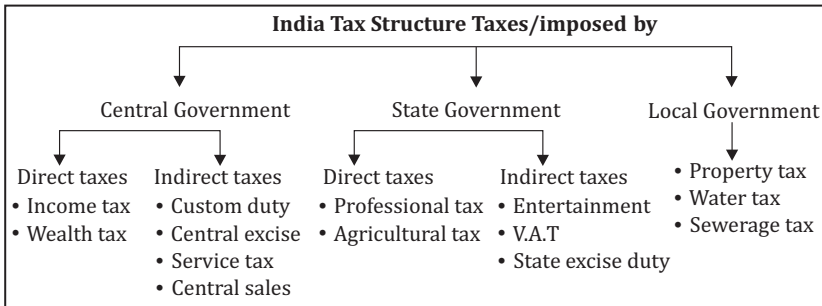 India Tax Structure Taxes/imposed by
Central Government
State Government
Local Government
Direct taxes
• Income tax
• Wealth tax
Indirect taxes
• Custom duty
• Central excise
• Service tax
• Central sales
Direct taxes
• Professional tax
• Agricultural tax
Indirect taxes
• Entertainment
• V.A.T
• State excise duty
• Property tax
• Water tax
• Sewerage tax